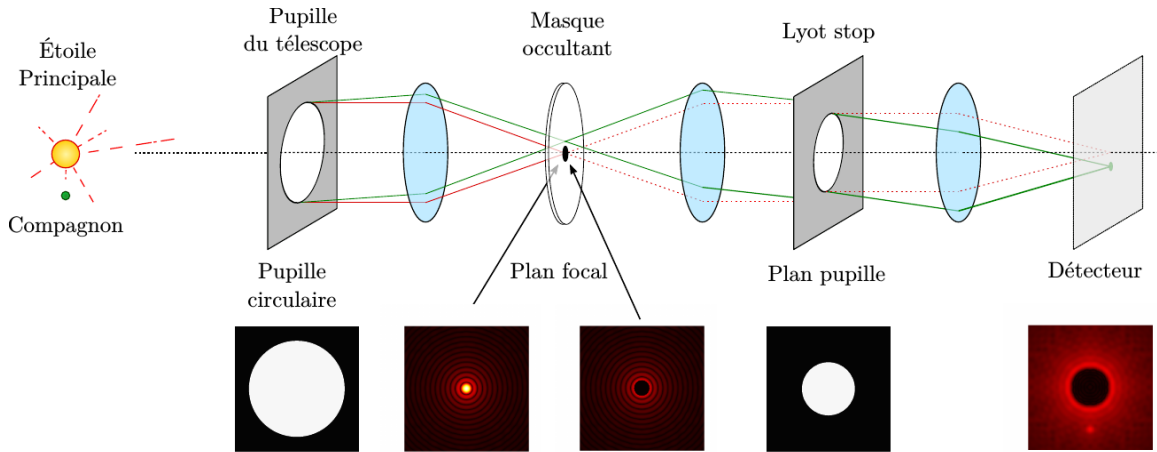 Étoile
Principale
Compagnon
Pupille
du télescope
Masque
occultant
Lyot stop
Pupille
circulaire
Plan focal
Plan pupille
Détecteur